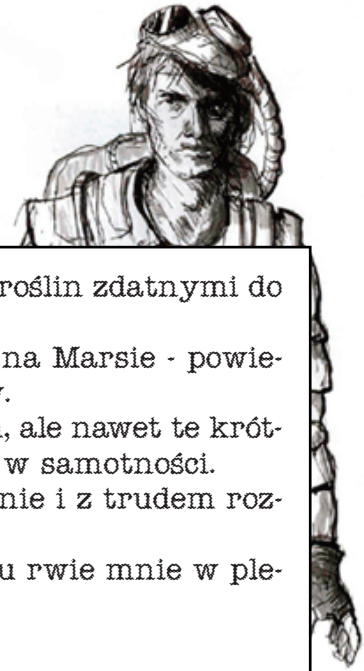 roślin zdatnymi do
na Marsie - powie-
.
, ale nawet te krót-
w samotności.
nie i z trudem roz-
u rwie mnie w ple-